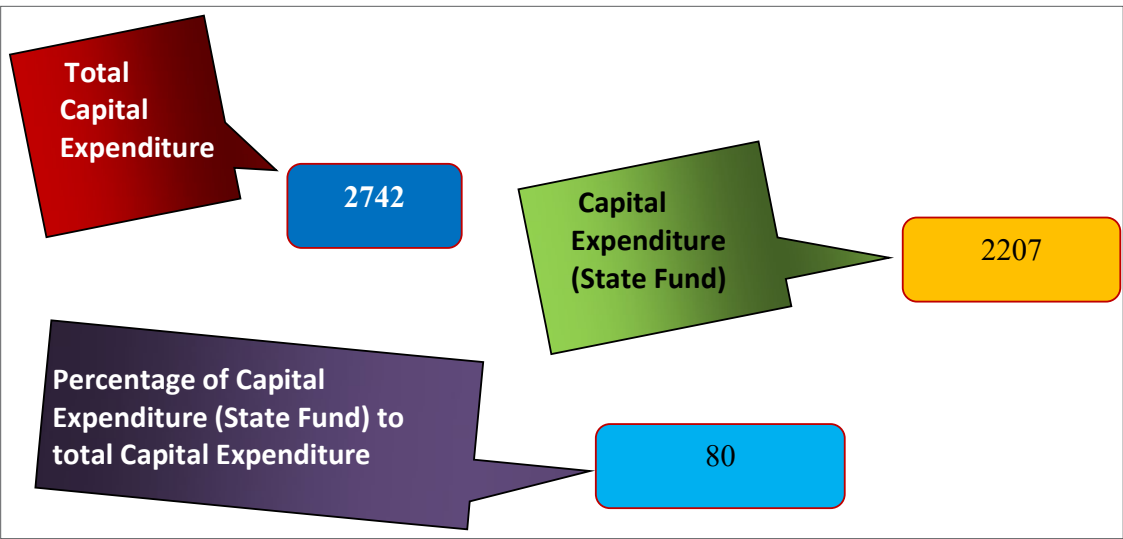 Total
Capital
Expenditure
2742
Capital
Expenditure
(State Fund)
2207
Percentage of Capital
Expenditure (State Fund) to
total Capital Expenditure
80